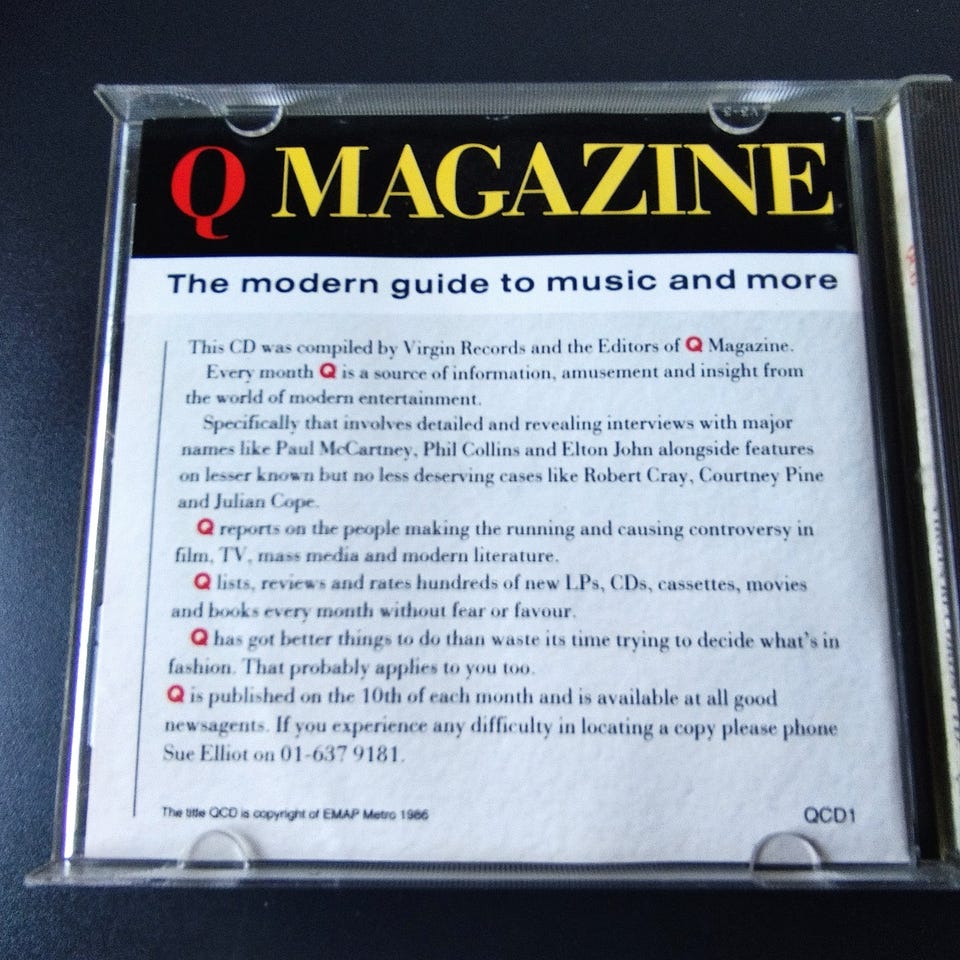 Q MAGAZINE
The modern guide to music and more
This CD was compiled by Virgin Records and the Editors of Q Magazine.
Every month Q is a source of information, amusement and insight from
the world of modern entertainment.
Specifically that involves detailed and revealing interviews with major
names like Paul McCartney, Phil Collins and Elton John alongside features
on lesser known but no less deserving cases like Robert Cray, Courtney Pine
and Julian Cope.
Q reports on the people making the running and causing controversy in
film, TV, mass media and modern literature.
Q lists, reviews and rates hundreds of new LPs, CDs, cassettes, movies
and books every month without fear or favour.
Q has got better things to do than waste its time trying to decide what's in
fashion. That probably applies to you too.
Q is published on the 10th of each month and is available at all good
newsagents. If you experience any difficulty in locating a copy please phone
Sue Elliot on 01-637 9181.
The title QCD is copyright of EMAP Metro 1986
QCD1